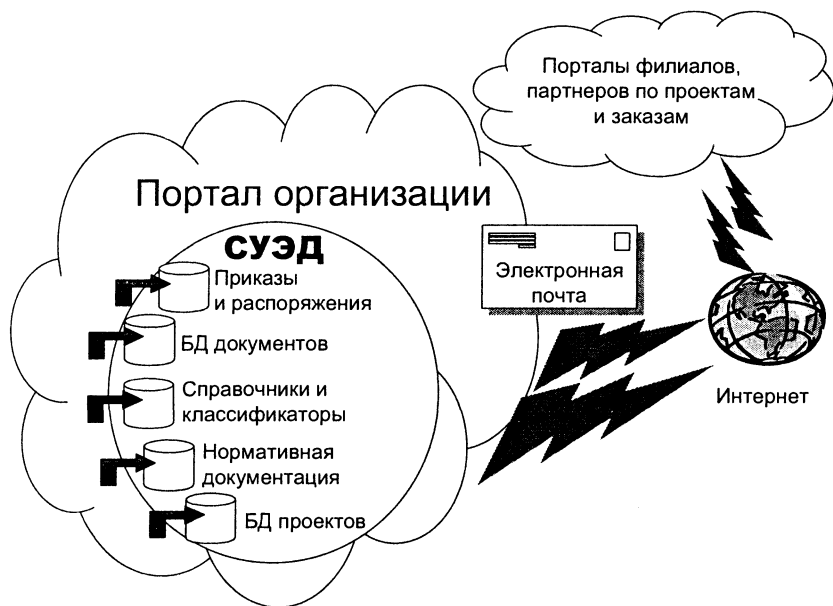 Порталы филиалов,
партнеров по проектам
и заказам
Портал организации
СУЭД
Приказы
и распоряжения
БД документов
Справочники и
классификаторы
Нормативная
документация
БД проектов
Электронная
почта
Интернет